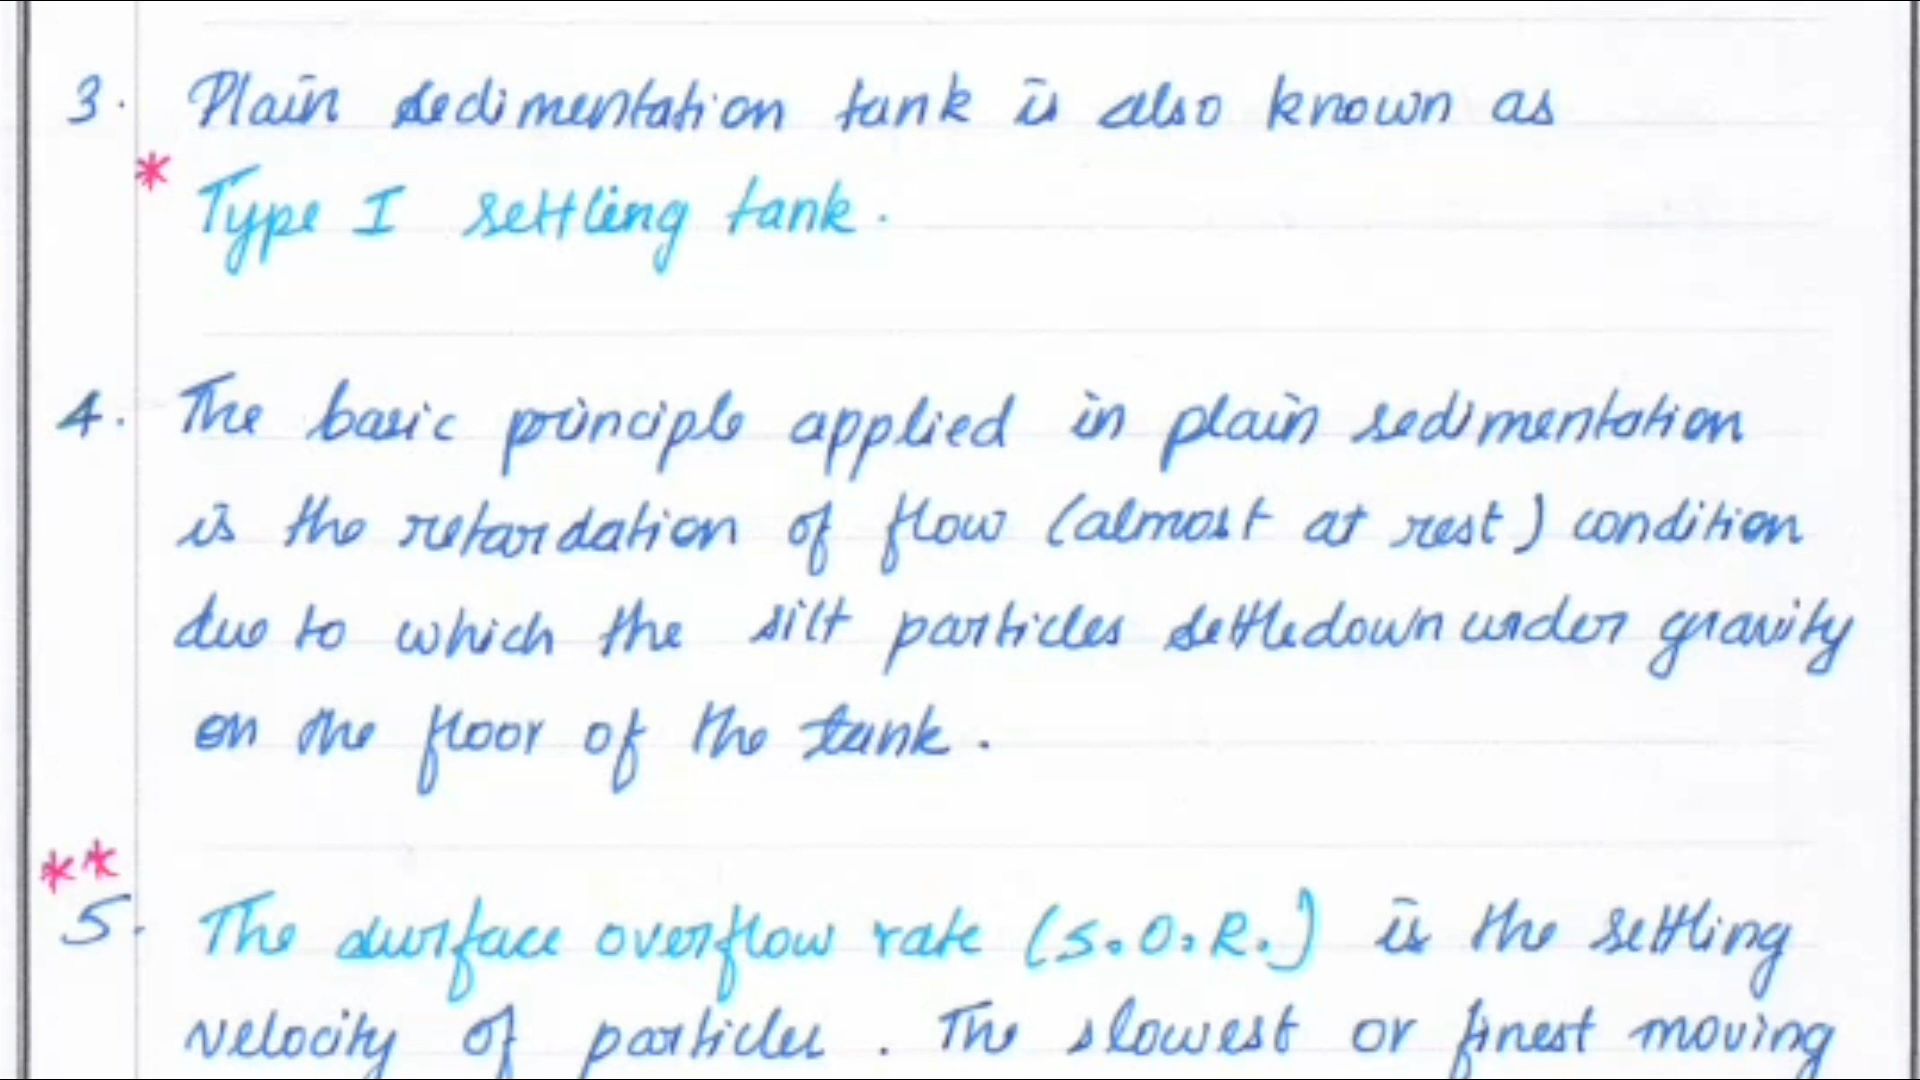 3. Plain sedimentation tank is also known as
* Type I settling tank.
4. The basic principle applied in plain sedimentation
is the retardation of flow (almost at rest) condition
due to which the silt particles settledown under gravity
on the floor of the tank.
**
5. The surface overflow rate (S.O.R.) is the settling
velocity of particles. The slowest or finest moving